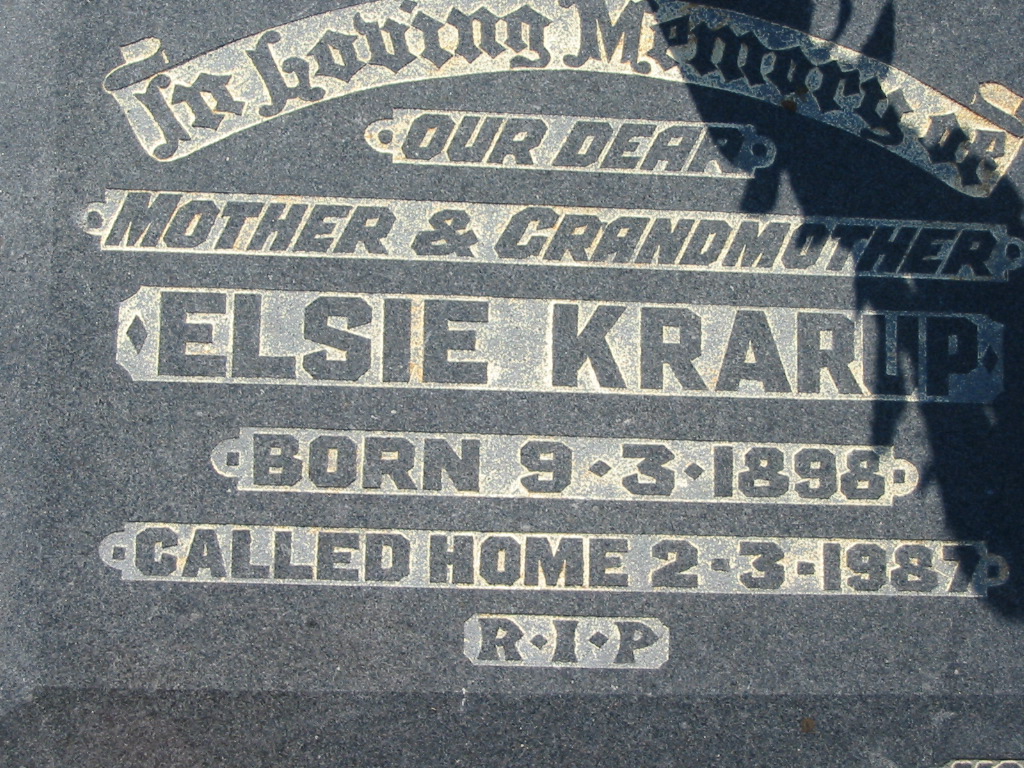 In Loving Memory of
OUR DEAR
MOTHER & GRANDMOTHER
ELSIE KRARUP
BORN 9·3·1898
CALLED HOME 2·3·1987
R·I·P